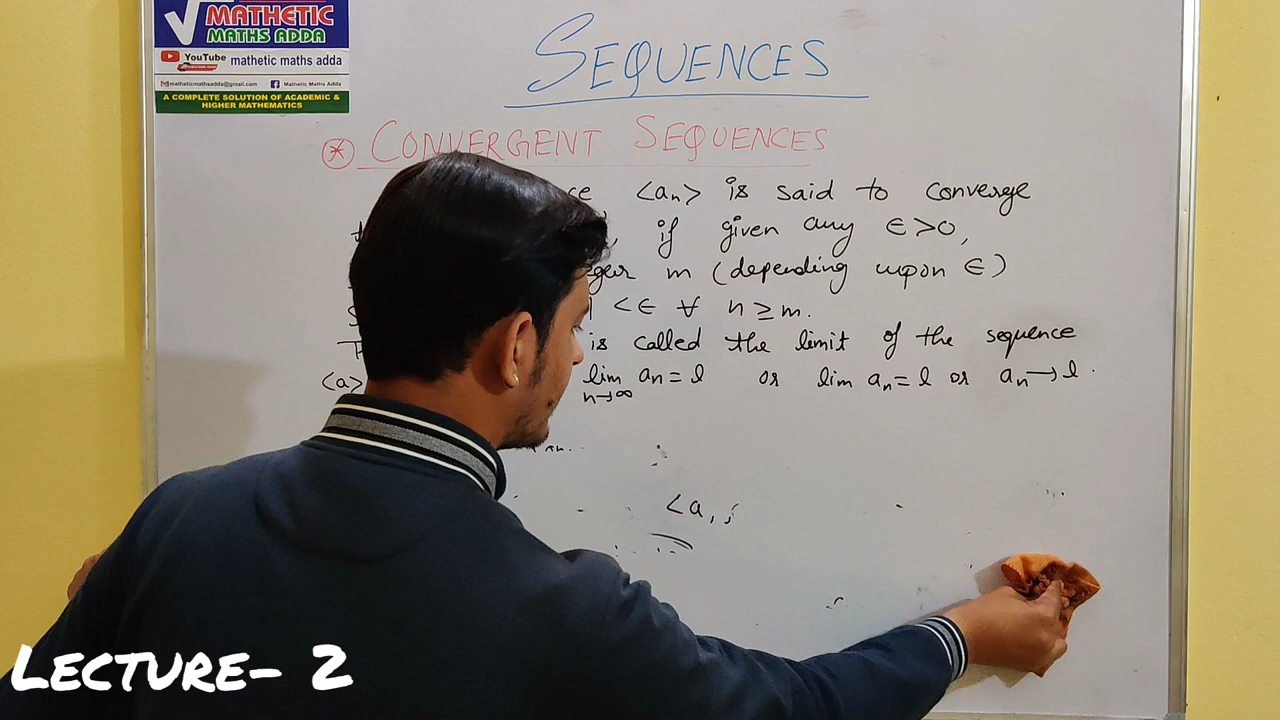 MATHETIC
MATHS ADDA
YouTube mathetic maths adda
matheticmathsadda@gmail.com Mathetic Maths Adda
A COMPLETE SOLUTION OF ACADEMIC &
HIGHER MATHEMATICS
SEQUENCES
* CONVERGENT SEQUENCES
ce <aₙ> is said to converge
if given any ∈>0,
eger m (depending upon ∈)
| <∈ ∀ n ≥ m.
is called the limit of the sequence
<a> lim n→∞ aₙ = l or lim aₙ = l or aₙ → l.
<a, ;
LECTURE- 2